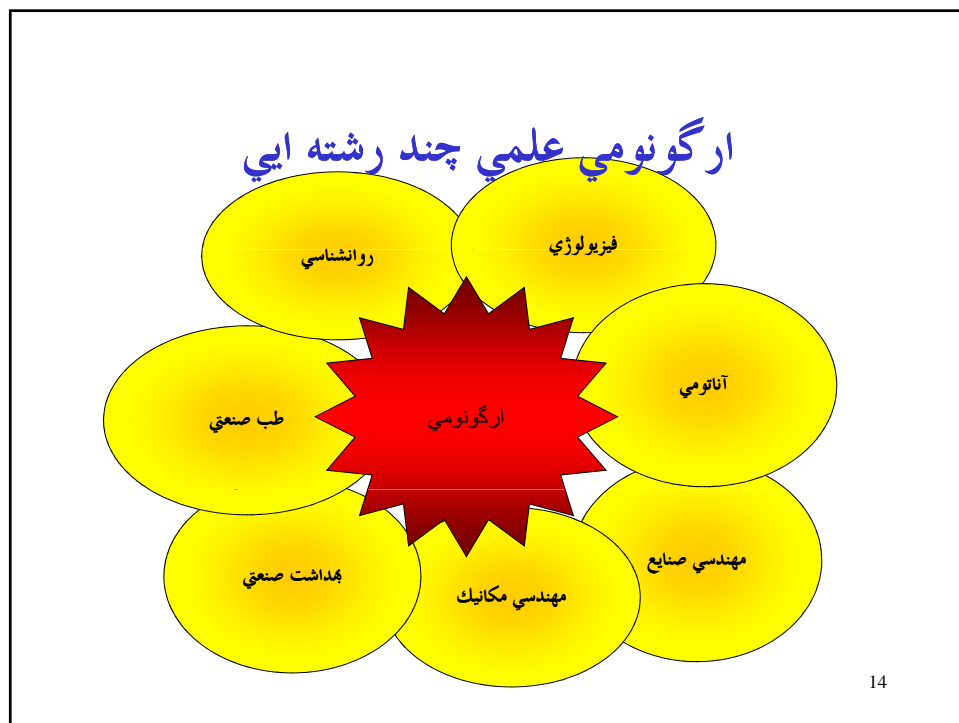 ارگونومي علمي چند رشته ايي
فيزيولوژي
روانشناسي
آناتومي
ارگونومي
طب صنعتي
مهندسي صنايع
بهداشت صنعتي
مهندسي مكانيك
14